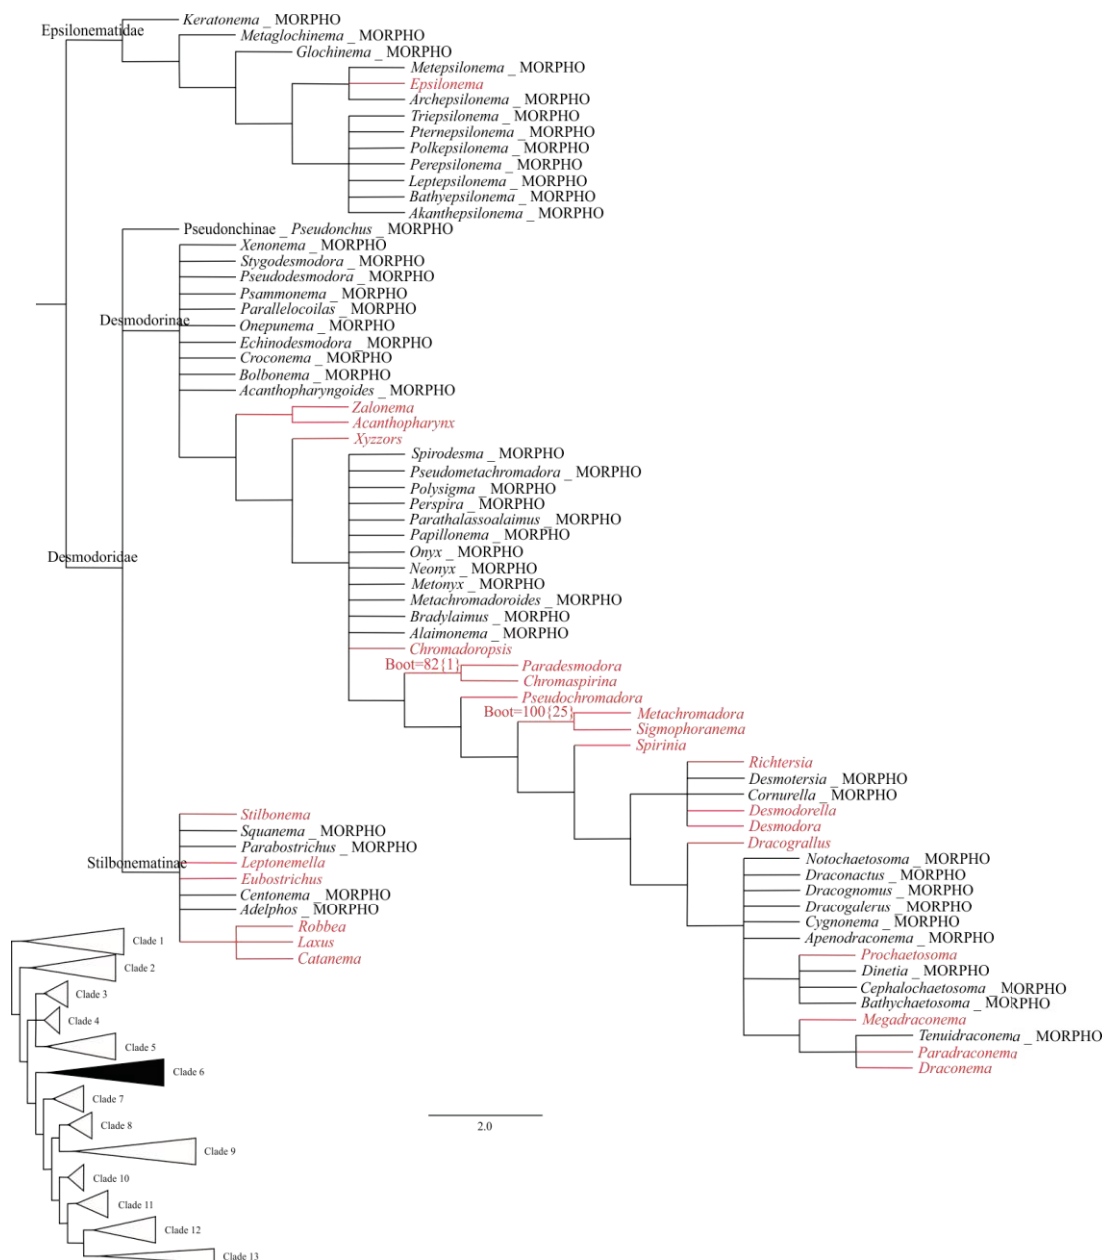 Keratonema _ MORPHO
Epsilonematidae
Metaglochinema _ MORPHO
Glochinema _ MORPHO
Metepsilonema _ MORPHO
Epsilonema
Archepsilonema _ MORPHO
Triepsilonema _ MORPHO
Pternepsilonema _ MORPHO
Polkepsilonema _ MORPHO
Perepsilonema _ MORPHO
Leptepsilonema _ MORPHO
Bathyepsilonema _ MORPHO
Akanthepsilonema _ MORPHO
Pseudonchinae _ Pseudonchus _ MORPHO
Xenonema _ MORPHO
Stygodesmodora _ MORPHO
Pseudodesmodora _ MORPHO
Psammonema _ MORPHO
Parallelocoilas _ MORPHO
Desmodorinae
Onepunema _ MORPHO
Echinodesmodora _ MORPHO
Croconema _ MORPHO
Bolbonema _ MORPHO
Acanthopharyngoides _ MORPHO
Zalonema
Acanthopharynx
Xyzzors
Spirodesma _ MORPHO
Pseudometachromadora _ MORPHO
Polysigma _ MORPHO
Perspira _ MORPHO
Parathalassoalaimus _ MORPHO
Papillonema _ MORPHO
Onyx _ MORPHO
Desmodoridae
Neonyx _ MORPHO
Metonyx _ MORPHO
Metachromadoroides _ MORPHO
Bradylaimus _ MORPHO
Alaimonema _ MORPHO
Chromadoropsis
Boot=82{1}
Paradesmodora
Chromaspirina
Pseudochromadora
Boot=100{25}
Metachromadora
Sigmophoranema
Spirinia
Richtersia
Desmotersia _ MORPHO
Cornurella _ MORPHO
Desmodorella
Desmodora
Dracograllus
Notochaetosoma _ MORPHO
Draconactus _ MORPHO
Dracognomus _ MORPHO
Dracogalerus _ MORPHO
Cygnonema _ MORPHO
Apenodraconema _ MORPHO
Prochaetosoma
Dinetia _ MORPHO
Cephalochaetosoma _ MORPHO
Bathychaetosoma _ MORPHO
Megadraconema
Tenuidraconema _ MORPHO
Paradraconema
Draconema
Stilbonema
Squanema _ MORPHO
Parabostrichus _ MORPHO
Stilbonematinae
Leptonemella
Eubostrichus
Centonema _ MORPHO
Adelphos _ MORPHO
Robbea
Laxus
Catanema
Clade 1
Clade 2
Clade 3
Clade 4
Clade 5
Clade 6
Clade 7
Clade 8
Clade 9
Clade 10
Clade 11
Clade 12
Clade 13
2.0